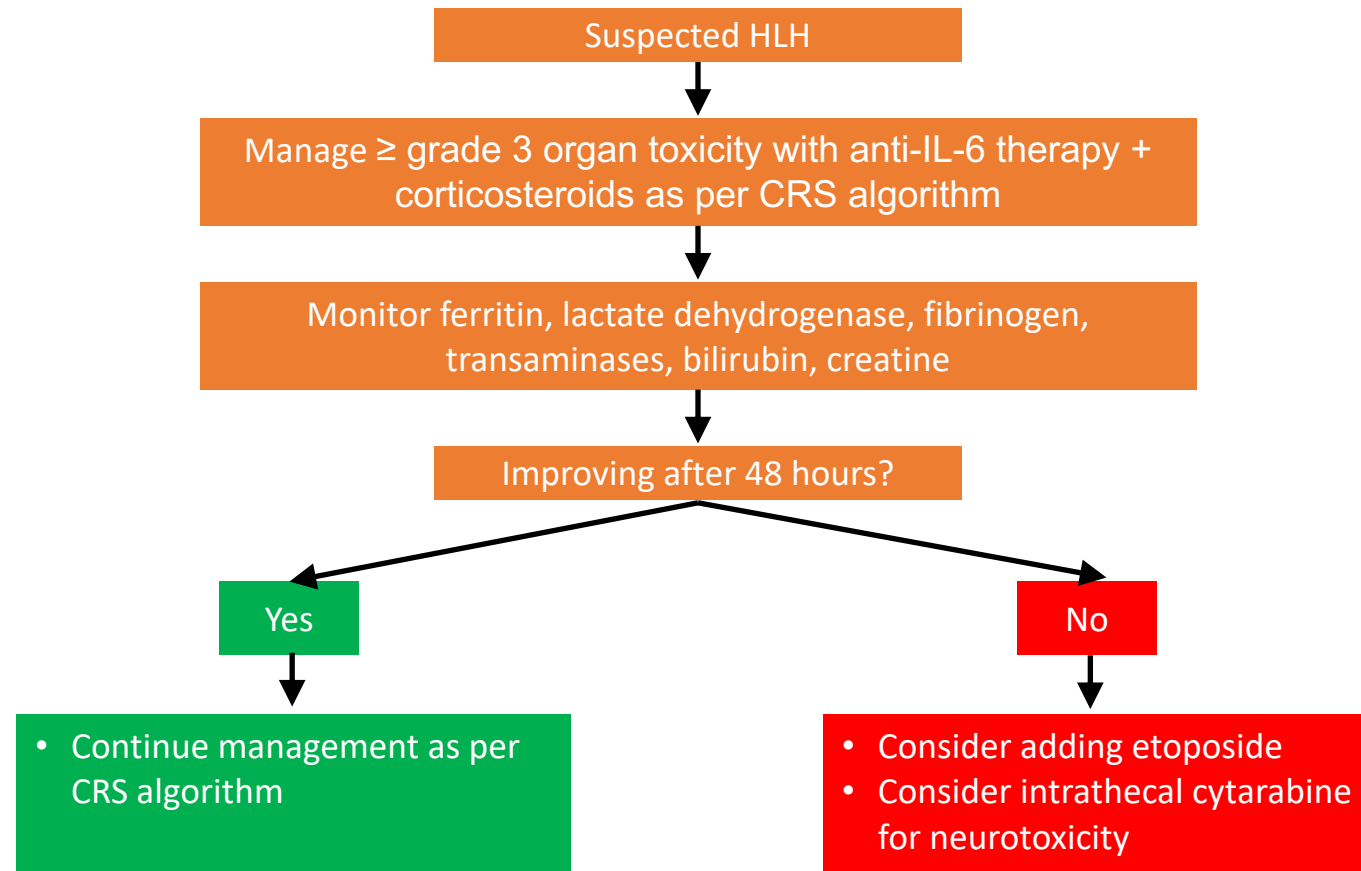 Suspected HLH
Manage ≥ grade 3 organ toxicity with anti-IL-6 therapy +
corticosteroids as per CRS algorithm
Monitor ferritin, lactate dehydrogenase, fibrinogen,
transaminases, bilirubin, creatine
Improving after 48 hours?
Yes
No
• Continue management as per
CRS algorithm
• Consider adding etoposide
• Consider intrathecal cytarabine
for neurotoxicity